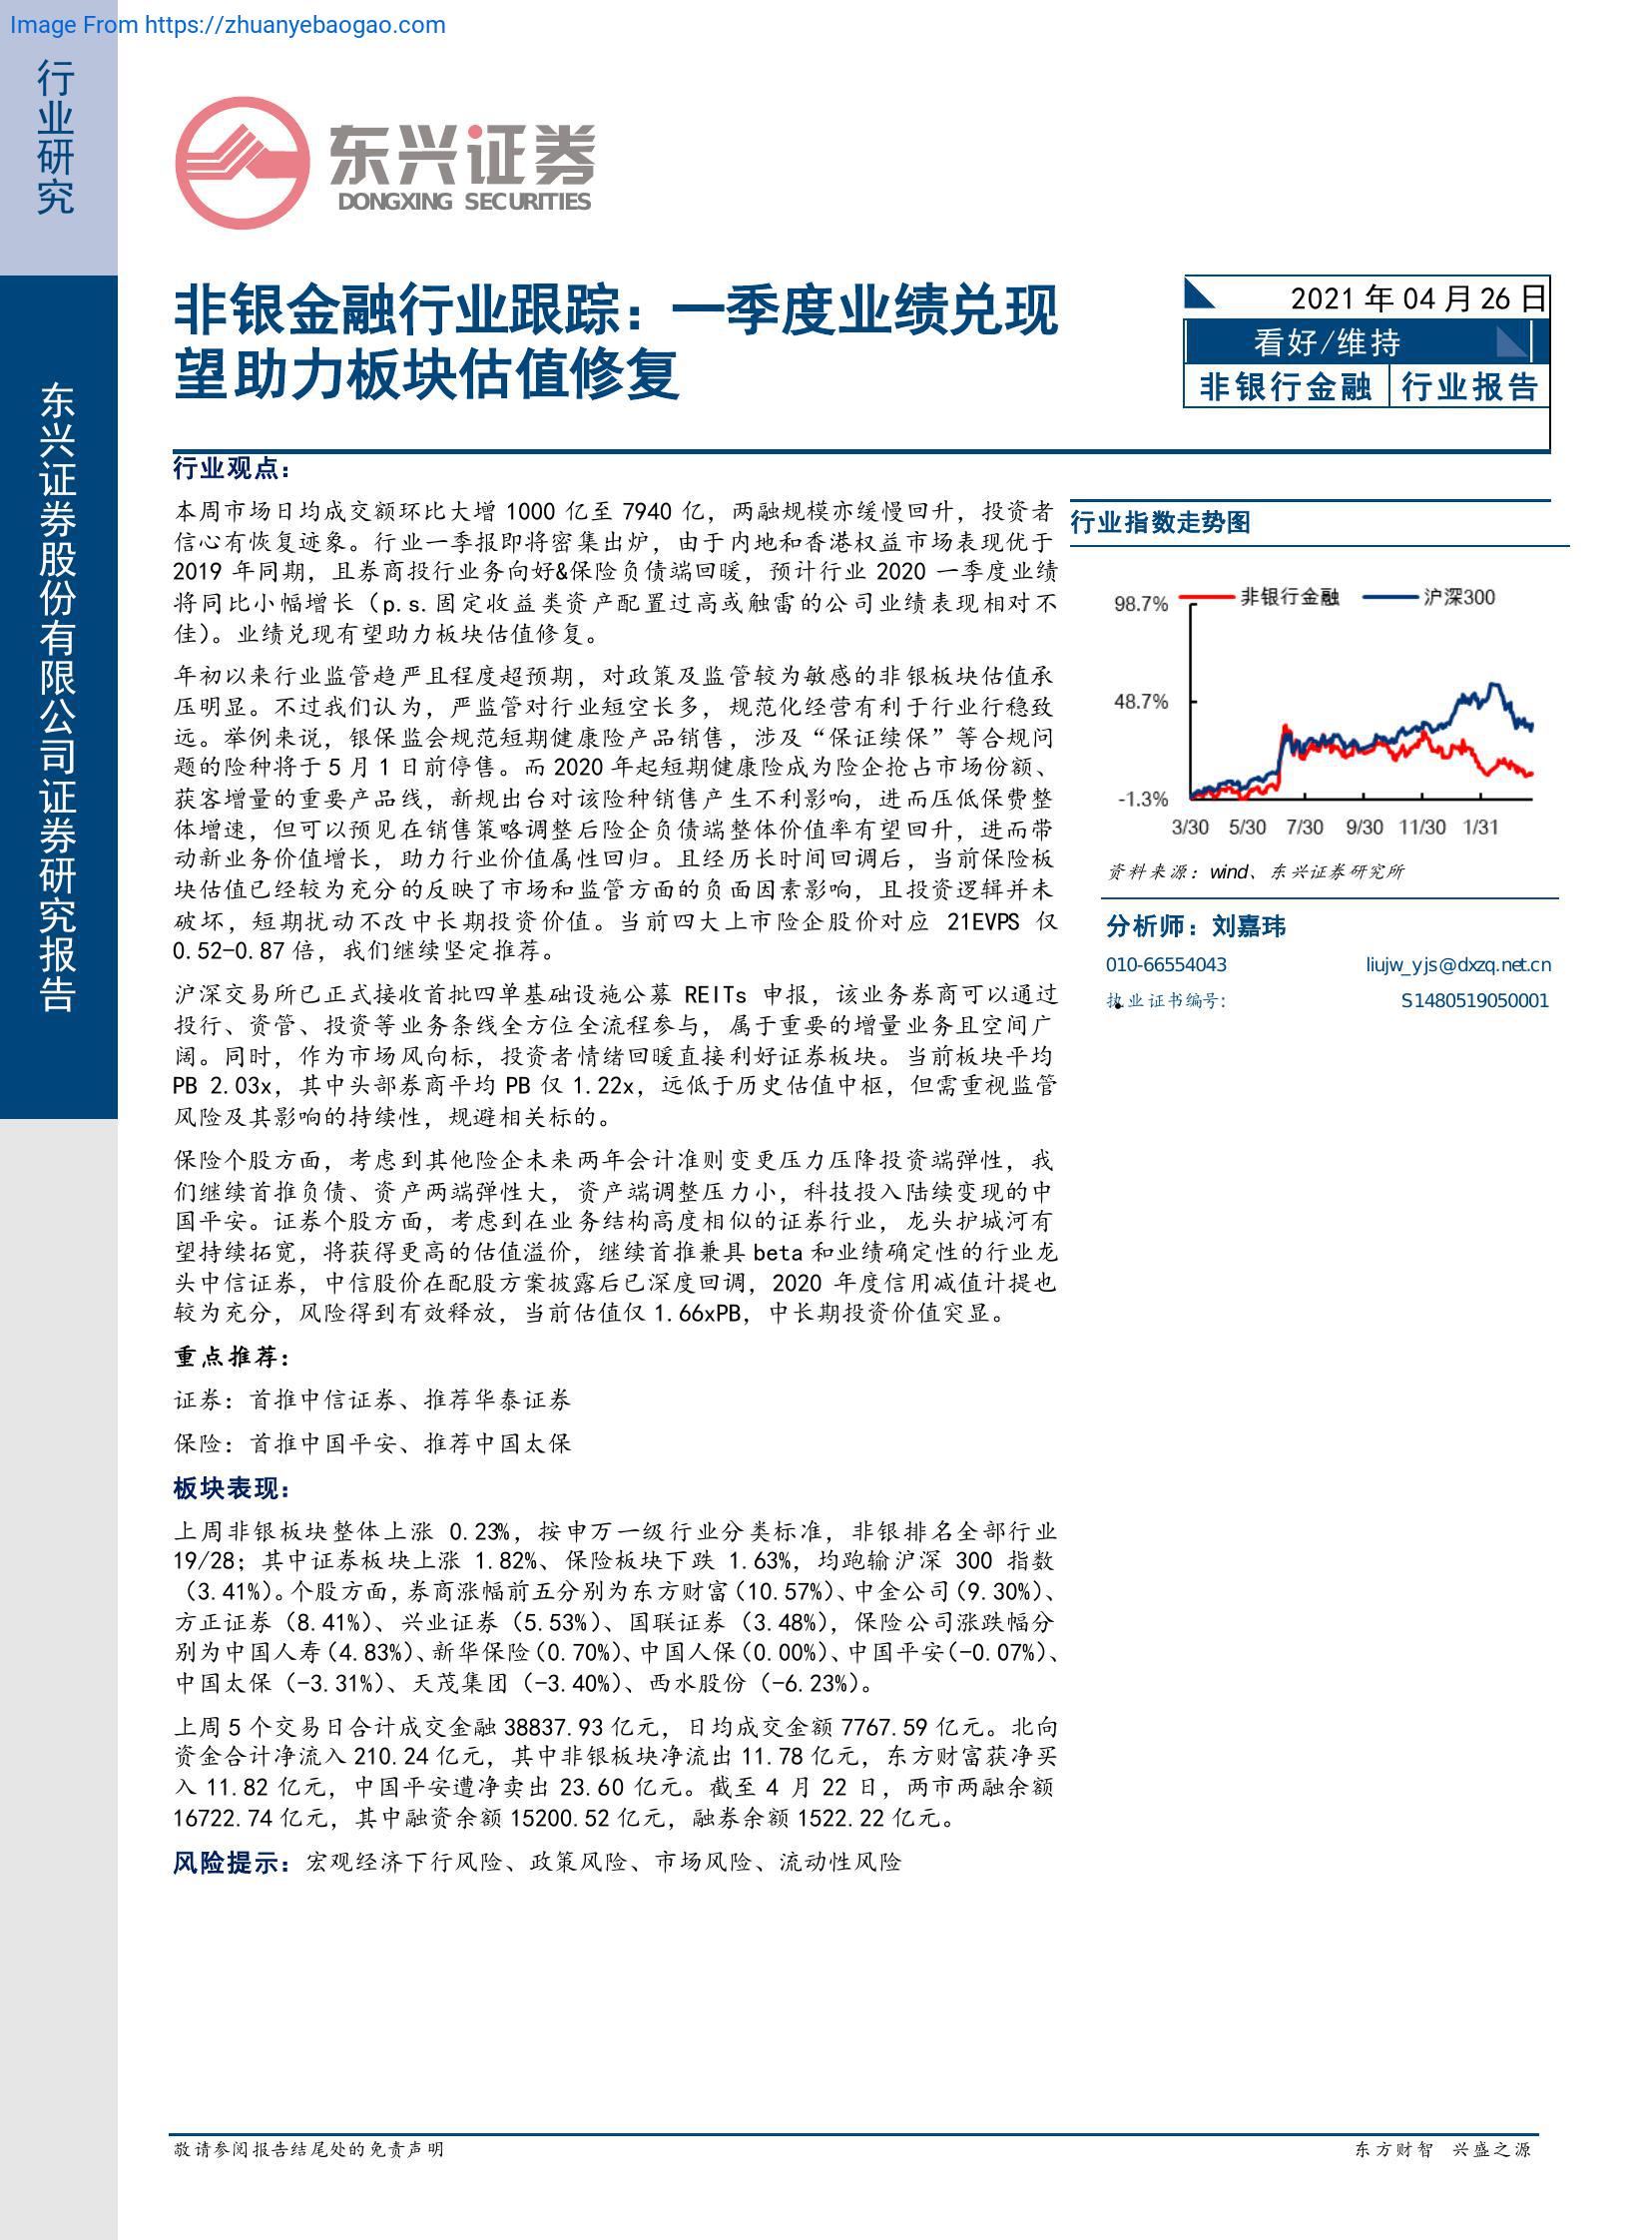 Image From https://zhuanyebaogao.com
行业研究
东兴证券股份有限公司证券研究报告
东兴证券
DONGXING SECURITIES
非银金融行业跟踪：一季度业绩兑现
望助力板块估值修复
2021 年 04 月 26 日
看好/维持
非银行金融 行业报告
行业观点：
本周市场日均成交额环比大增 1000 亿至 7940 亿，两融规模亦缓慢回升，投资者
信心有恢复迹象。行业一季报即将密集出炉，由于内地和香港权益市场表现优于
2019 年同期，且券商投行业务向好&保险负债端回暖，预计行业 2020 一季度业绩
将同比小幅增长（p.s.固定收益类资产配置过高或触雷的公司业绩表现相对不
佳）。业绩兑现有望助力板块估值修复。
年初以来行业监管趋严且程度超预期，对政策及监管较为敏感的非银板块估值承
压明显。不过我们认为，严监管对行业短空长多，规范化经营有利于行业行稳致
远。举例来说，银保监会规范短期健康险产品销售，涉及“保证续保”等合规问
题的险种将于 5 月 1 日前停售。而 2020 年起短期健康险成为险企抢占市场份额、
获客增量的重要产品线，新规出台对该险种销售产生不利影响，进而压低保费整
体增速，但可以预见在销售策略调整后险企负债端整体价值率有望回升，进而带
动新业务价值增长，助力行业价值属性回归。且经历长时间回调后，当前保险板
块估值已经较为充分的反映了市场和监管方面的负面因素影响，且投资逻辑并未
破坏，短期扰动不改中长期投资价值。当前四大上市险企股价对应 21EVPS 仅
0.52-0.87 倍，我们继续坚定推荐。
沪深交易所已正式接收首批四单基础设施公募 REITs 申报，该业务券商可以通过
投行、资管、投资等业务条线全方位全流程参与，属于重要的增量业务且空间广
阔。同时，作为市场风向标，投资者情绪回暖直接利好证券板块。当前板块平均
PB 2.03x，其中头部券商平均 PB 仅 1.22x，远低于历史估值中枢，但需重视监管
风险及其影响的持续性，规避相关标的。
保险个股方面，考虑到其他险企未来两年会计准则变更压力压降投资端弹性，我
们继续首推负债、资产两端弹性大，资产端调整压力小，科技投入陆续变现的中
国平安。证券个股方面，考虑到在业务结构高度相似的证券行业，龙头护城河有
望持续拓宽，将获得更高的估值溢价，继续首推兼具 beta 和业绩确定性的行业龙
头中信证券，中信股价在配股方案披露后已深度回调，2020 年度信用减值计提也
较为充分，风险得到有效释放，当前估值仅 1.66xPB，中长期投资价值突显。
重点推荐：
证券：首推中信证券、推荐华泰证券
保险：首推中国平安、推荐中国太保
板块表现：
上周非银板块整体上涨 0.23%，按申万一级行业分类标准，非银排名全部行业
19/28；其中证券板块上涨 1.82%、保险板块下跌 1.63%，均跑输沪深 300 指数
（3.41%）。个股方面，券商涨幅前五分别为东方财富（10.57%）、中金公司（9.30%）、
方正证券（8.41%）、兴业证券（5.53%）、国联证券（3.48%），保险公司涨跌幅分
别为中国人寿（4.83%）、新华保险（0.70%）、中国人保（0.00%）、中国平安（-0.07%）、
中国太保（-3.31%）、天茂集团（-3.40%）、西水股份（-6.23%）。
上周 5 个交易日合计成交金融 38837.93 亿元，日均成交金额 7767.59 亿元。北向
资金合计净流入 210.24 亿元，其中非银板块净流出 11.78 亿元，东方财富获净买
入 11.82 亿元，中国平安遭净卖出 23.60 亿元。截至 4 月 22 日，两市两融余额
16722.74 亿元，其中融资余额 15200.52 亿元，融券余额 1522.22 亿元。
风险提示：宏观经济下行风险、政策风险、市场风险、流动性风险
行业指数走势图
非银行金融 沪深300
98.7%
48.7%
-1.3%
3/30 5/30 7/30 9/30 11/30 1/31
资料来源：wind、东兴证券研究所
分析师：刘嘉玮
010-66554043 liujw_yjs@dxzq.net.cn
执业证书编号： S1480519050001
敬请参阅报告结尾处的免责声明
东方财智 兴盛之源